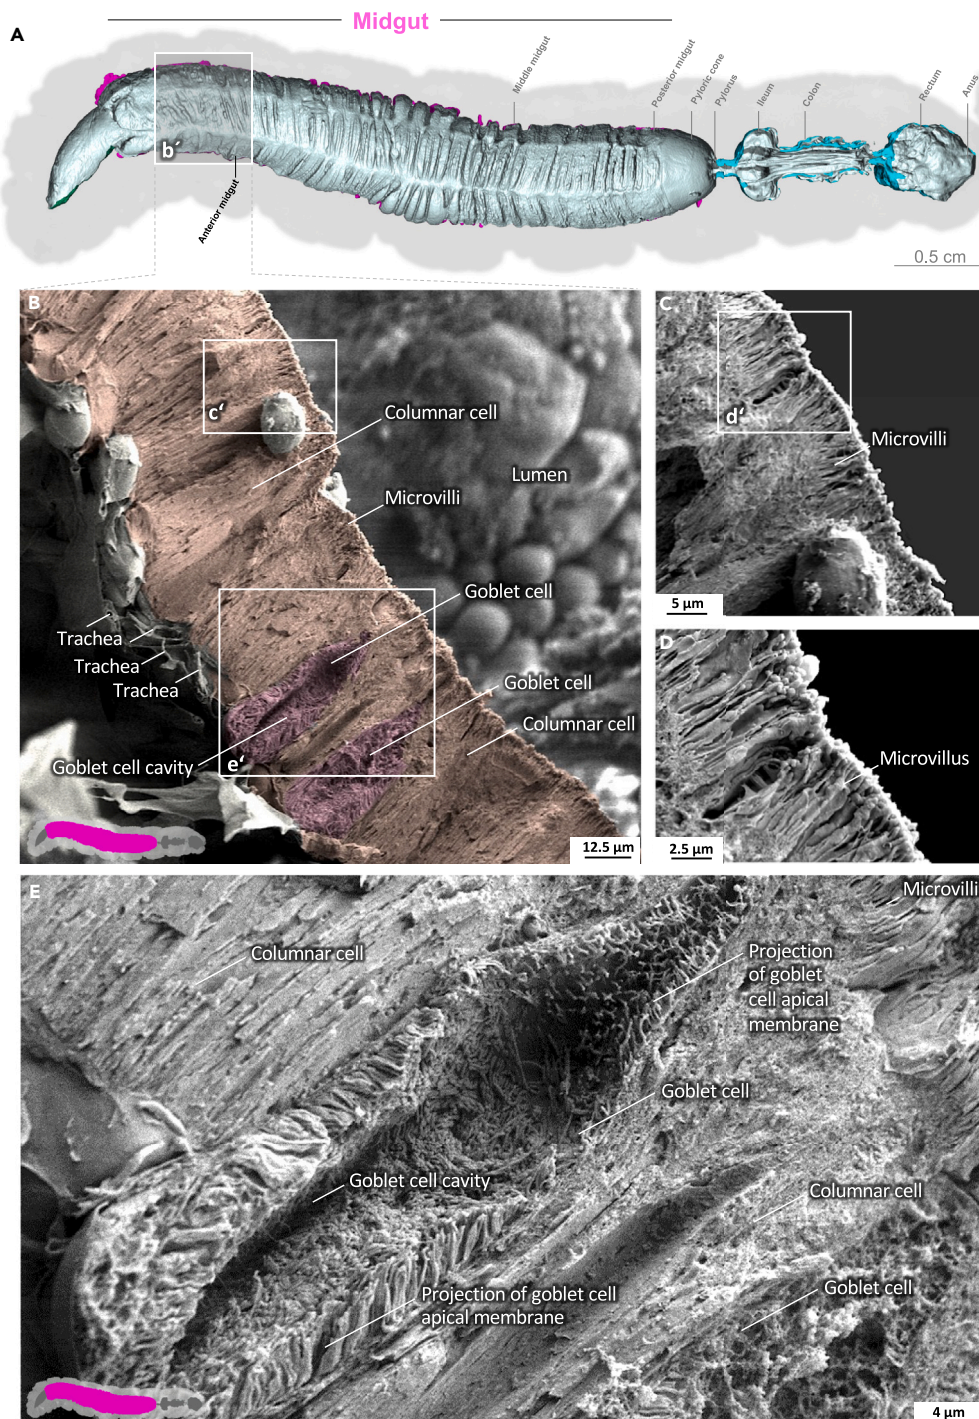 Midgut
A
Middle midgut
Posterior midgut
Pyloric cone
Pylorus
Ileum
Colon
Rectum
Anus
b´
Anterior midgut
0.5 cm
B
c‘
Columnar cell
Lumen
Microvilli
Goblet cell
Trachea
Trachea
Trachea
Goblet cell
Columnar cell
Goblet cell cavity
e‘
12.5 µm
C
d‘
Microvilli
5 µm
D
Microvillus
2.5 µm
E
Microvilli
Columnar cell
Projection
of goblet
cell apical
membrane
Goblet cell
Goblet cell cavity
Columnar cell
Goblet cell
Projection of goblet cell
apical membrane
4 µm